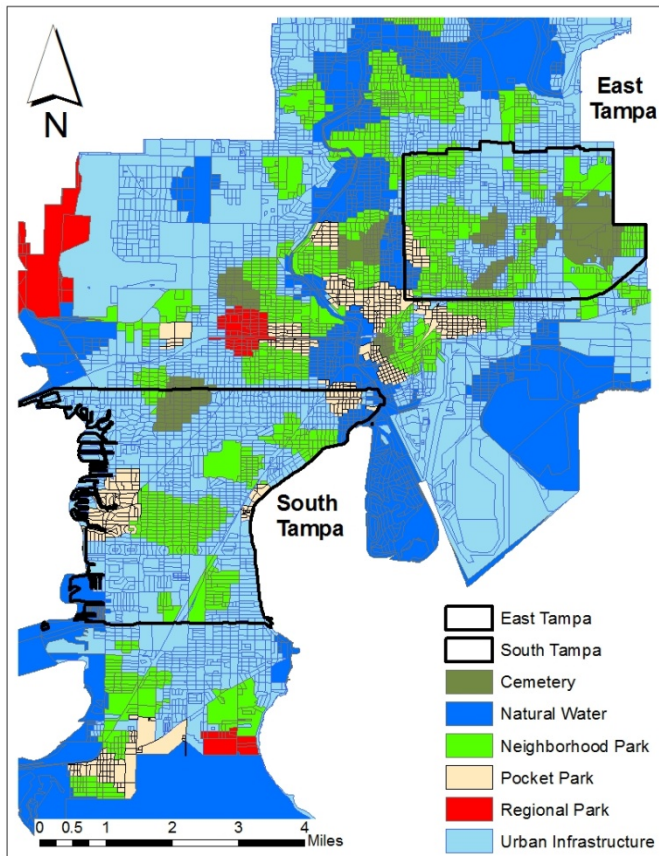 East
Tampa
N
South
Tampa
East Tampa
South Tampa
Cemetery
Natural Water
Neighborhood Park
Pocket Park
Regional Park
Urban Infrastructure
0 0.5 1 2 3 4
Miles